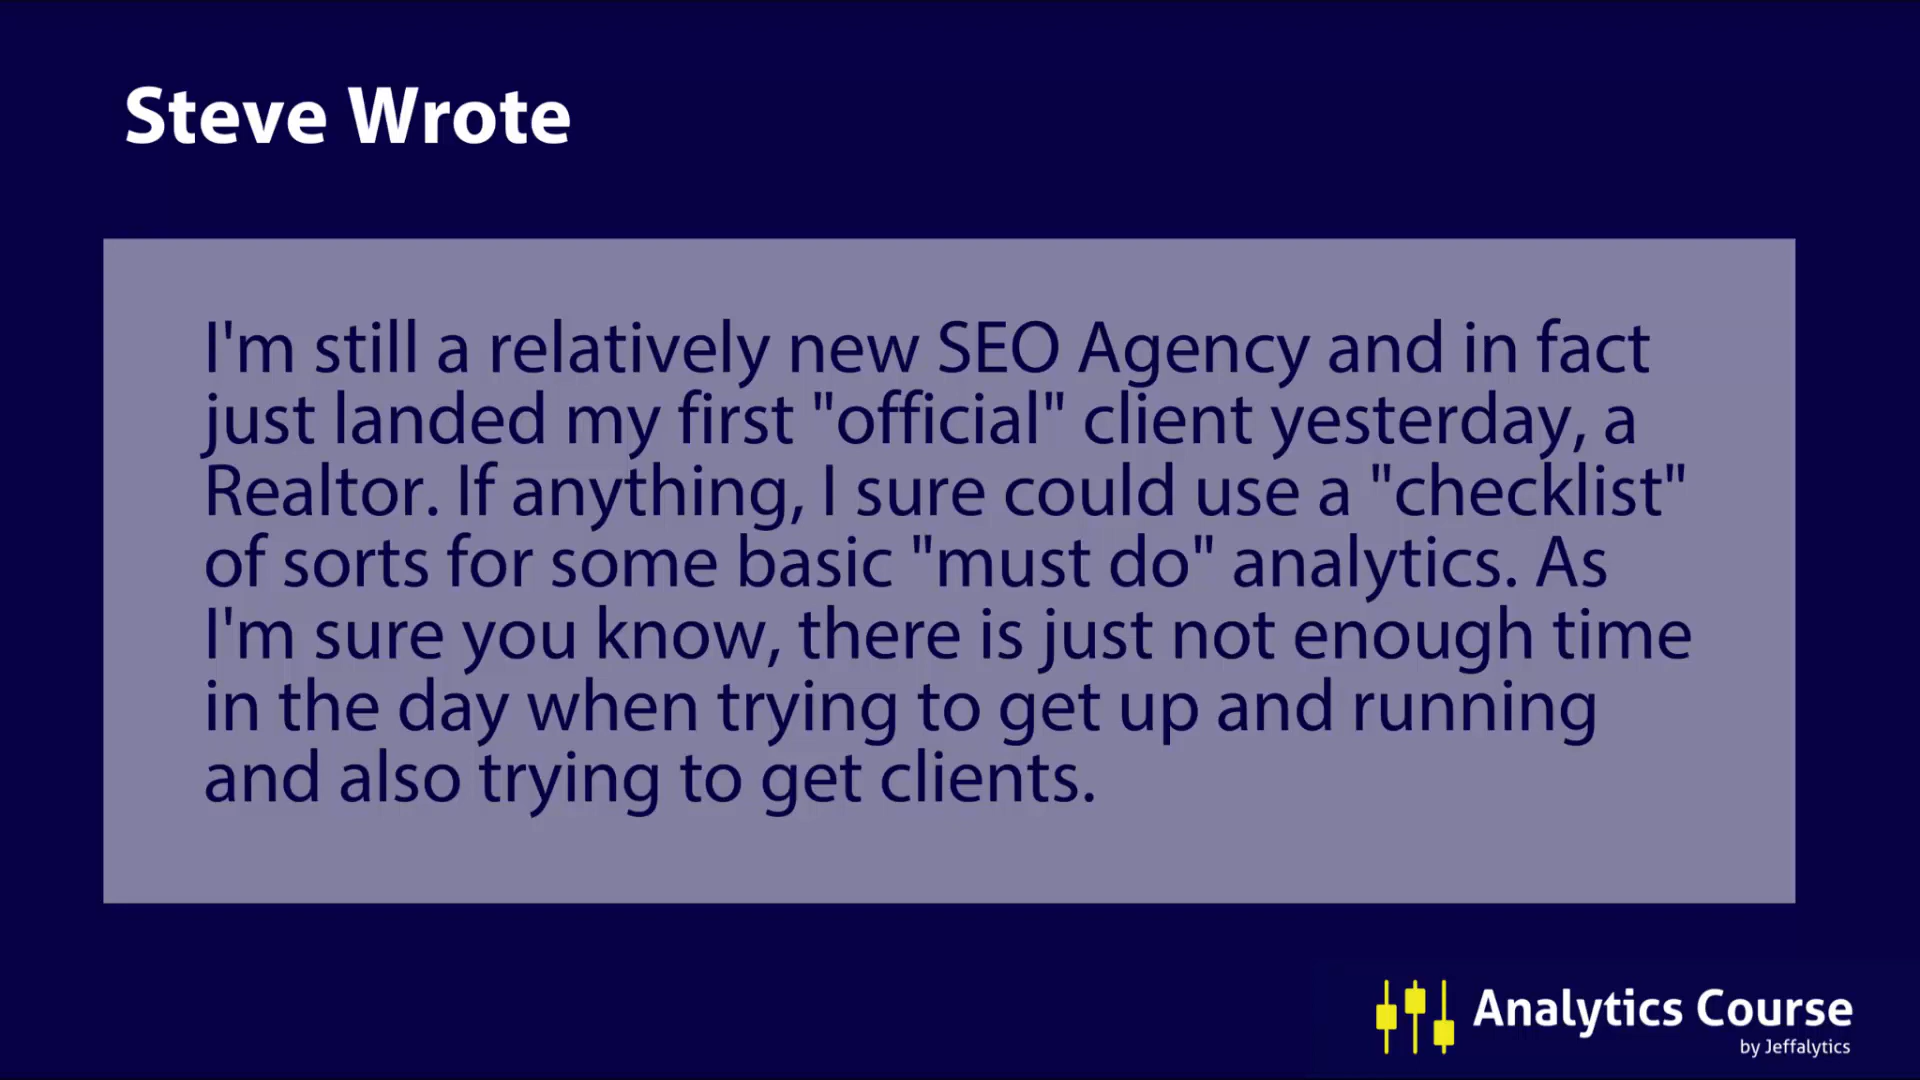 Steve Wrote
I'm still a relatively new SEO Agency and in fact
just landed my first "official" client yesterday, a
Realtor. If anything, I sure could use a "checklist"
of sorts for some basic "must do" analytics. As
I'm sure you know, there is just not enough time
in the day when trying to get up and running
and also trying to get clients.
Analytics Course
by Jeffalytics